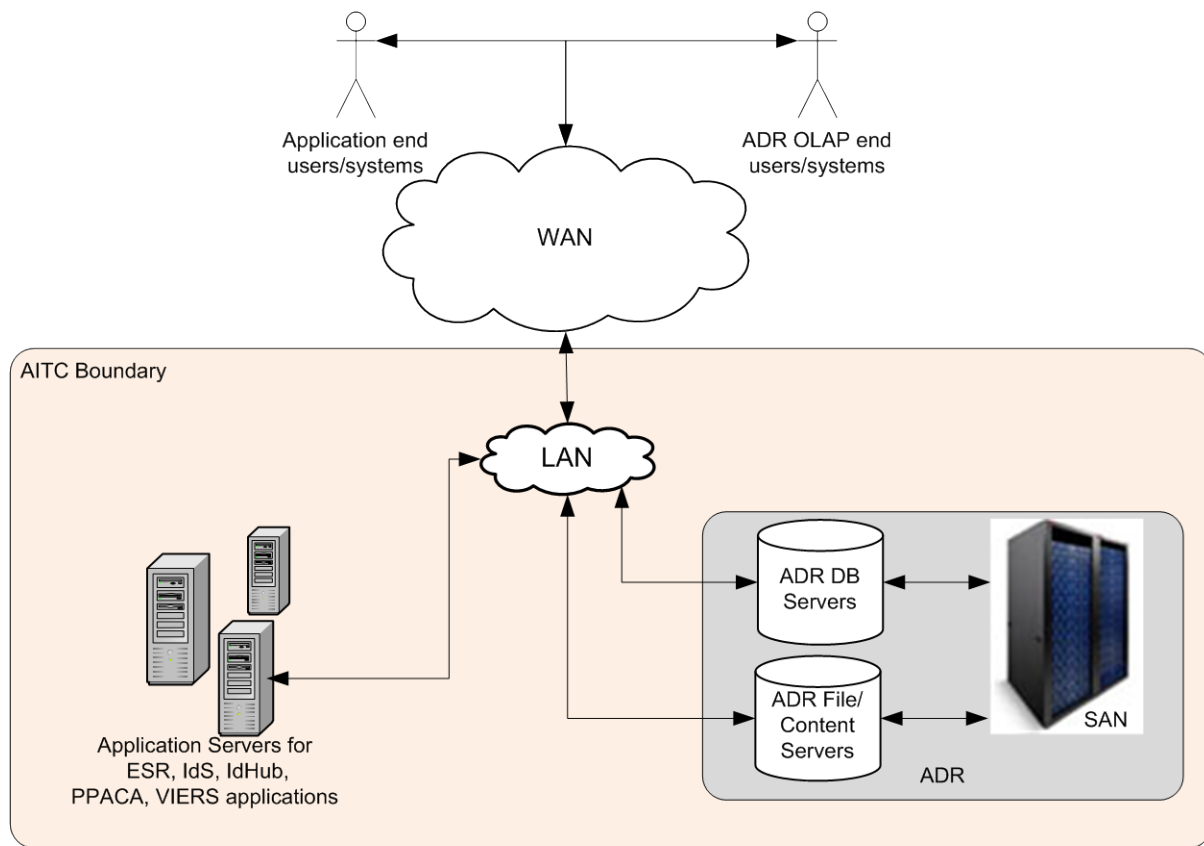 Application end
users/systems
ADR OLAP end
users/systems
WAN
AITC Boundary
LAN
ADR DB
Servers
ADR File/
Content
Servers
SAN
ADR
Application Servers for
ESR, IdS, IdHub,
PPACA, VIERS applications